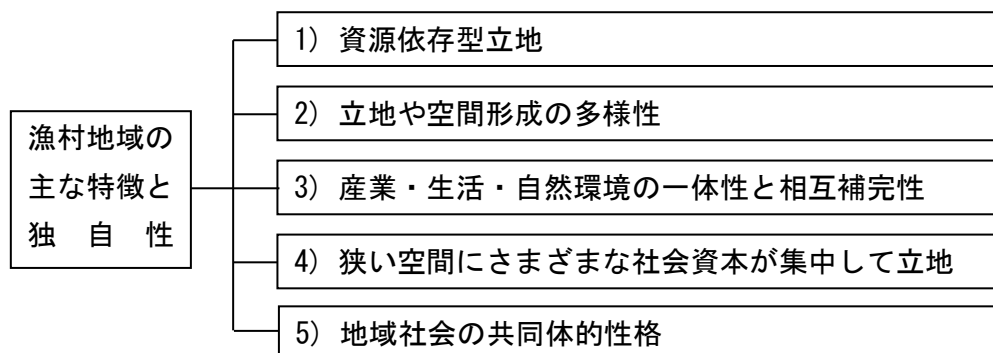 漁村地域の
主な特徴と
独自性
1) 資源依存型立地
2) 立地や空間形成の多様性
3) 産業・生活・自然環境の一体性と相互補完性
4) 狭い空間にさまざまな社会資本が集中して立地
5) 地域社会の共同体的性格